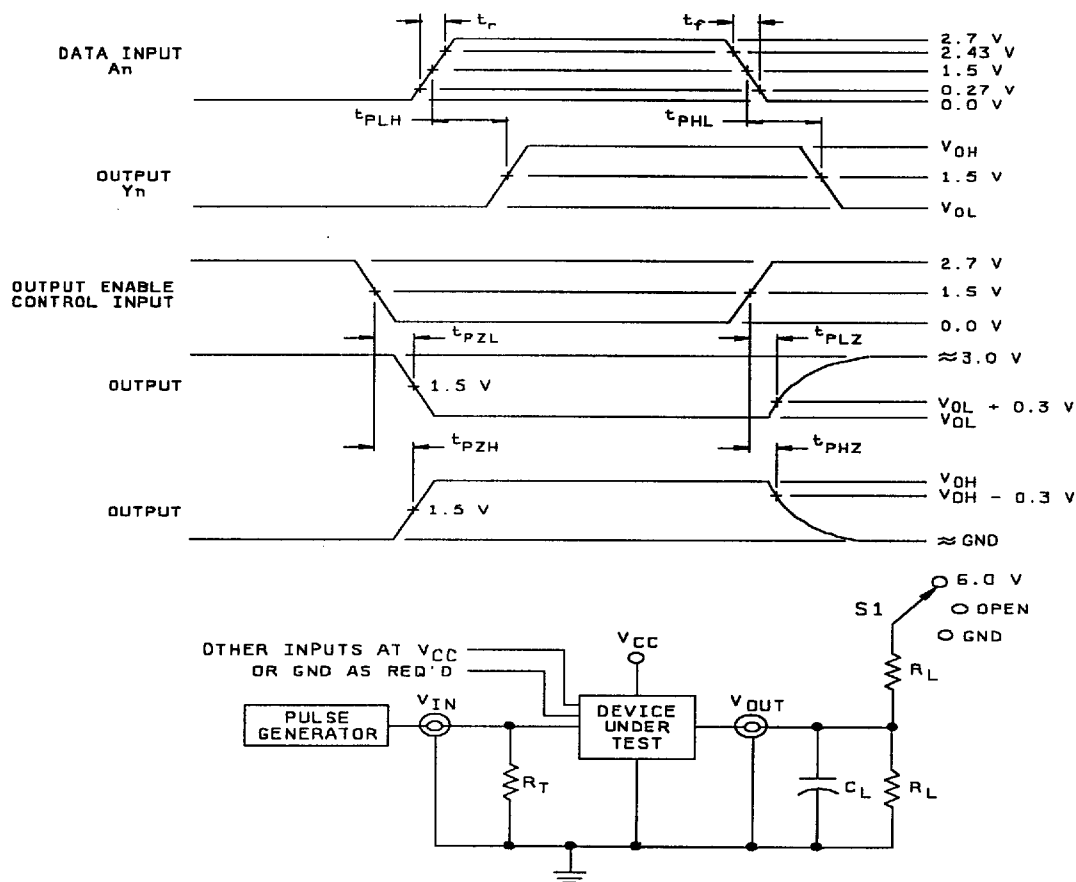 t_r
t_f
DATA INPUT
An
2.7 V
2.43 V
1.5 V
0.27 V
0.0 V
t_PLH
t_PHL
OUTPUT
Yn
V_OH
1.5 V
V_OL
OUTPUT ENABLE
CONTROL INPUT
2.7 V
1.5 V
0.0 V
t_PZL
t_PLZ
OUTPUT
1.5 V
≈3.0 V
V_OL + 0.3 V
V_OL
t_PZH
t_PHZ
OUTPUT
1.5 V
V_OH
V_OH - 0.3 V
≈ GND
S1
6.0 V
OPEN
GND
OTHER INPUTS AT V_CC
OR GND AS REQ'D
V_CC
R_L
PULSE
GENERATOR
V_IN
DEVICE
UNDER
TEST
V_OUT
R_T
C_L
R_L